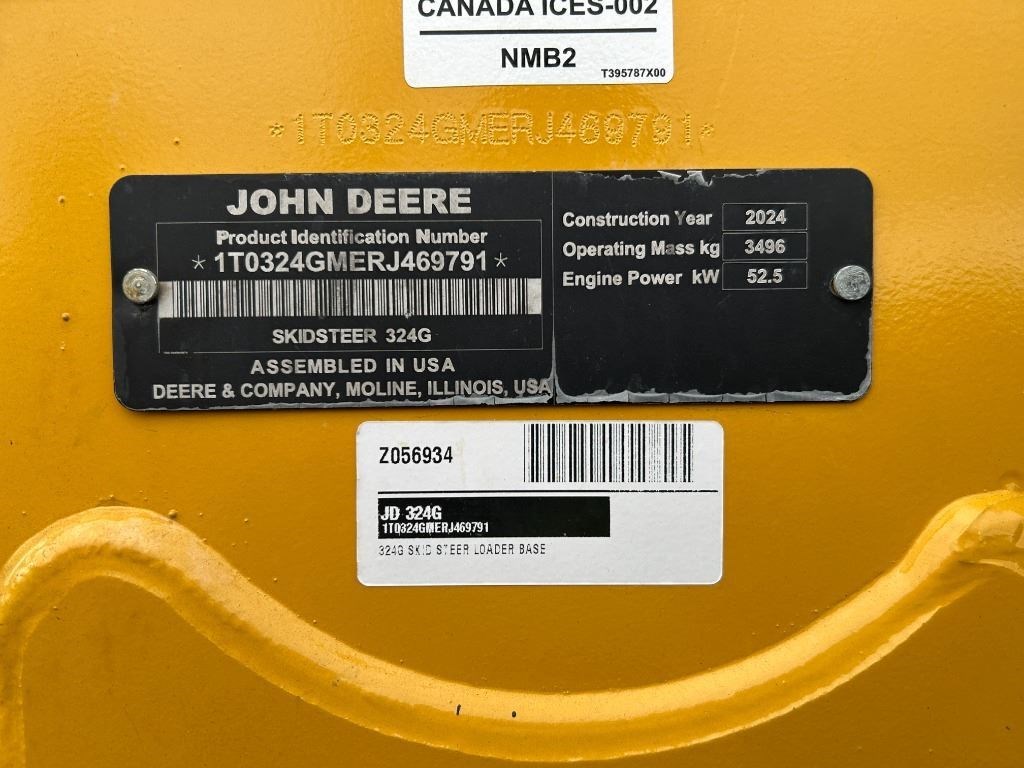 CANADA ICES-002
NMB2
T395787X00
*1T0324GMERJ469791*
JOHN DEERE
Product Identification Number
*1T0324GMERJ469791*
SKIDSTEER 324G
ASSEMBLED IN USA
DEERE & COMPANY, MOLINE, ILLINOIS, USA
Construction Year 2024
Operating Mass kg 3496
Engine Power kW 52.5
Z056934
JD 324G
1T0324GMERJ469791
324G SKID STEER LOADER BASE